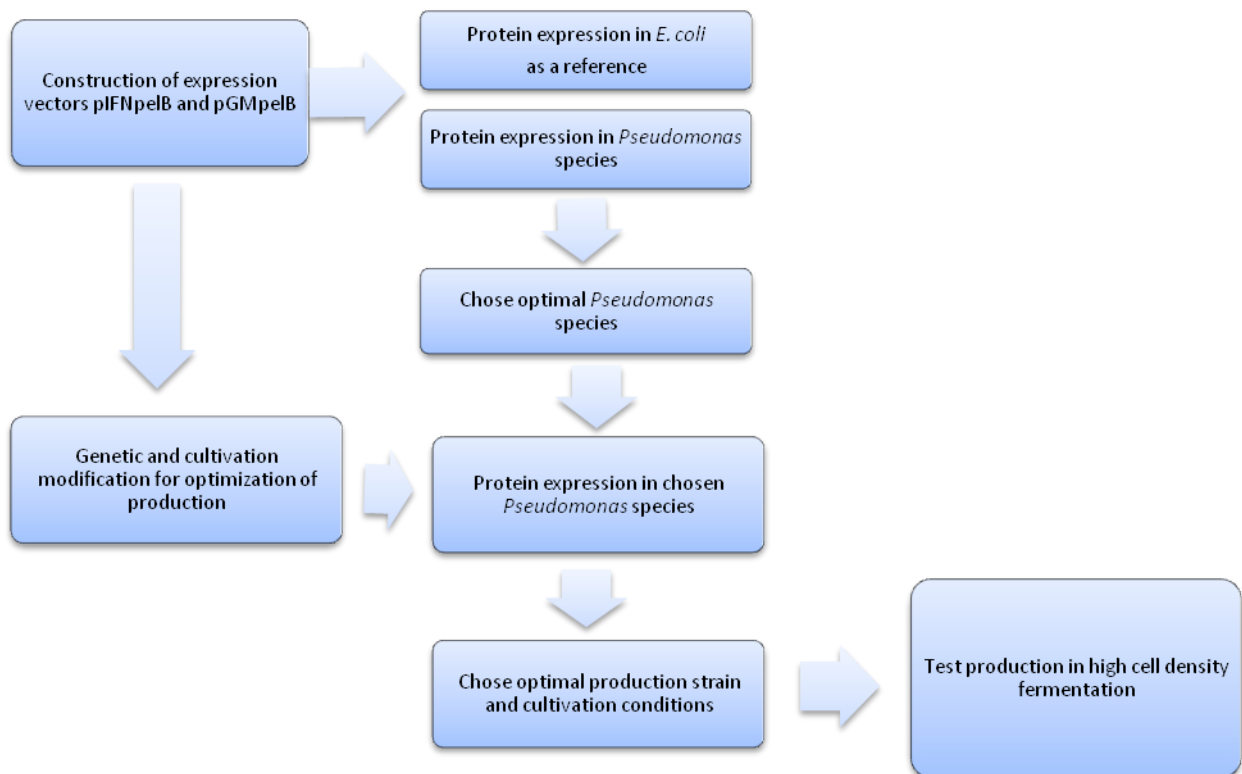 Construction of expression
vectors pIFNpelB and pGMpelB
Protein expression in E. coli
as a reference
Protein expression in Pseudomonas
species
Chose optimal Pseudomonas
species
Genetic and cultivation
modification for optimization of
production
Protein expression in chosen
Pseudomonas species
Chose optimal production strain
and cultivation conditions
Test production in high cell density
fermentation